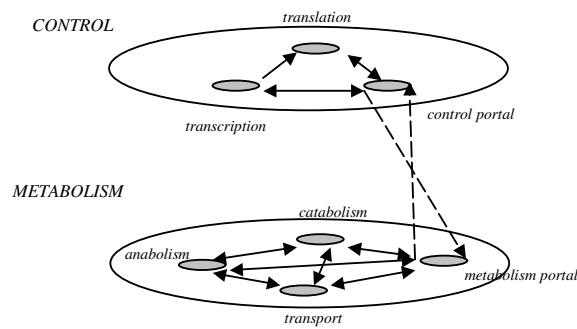 translation
CONTROL
control portal
transcription
METABOLISM
catabolism
anabolism
metabolism portal
transport